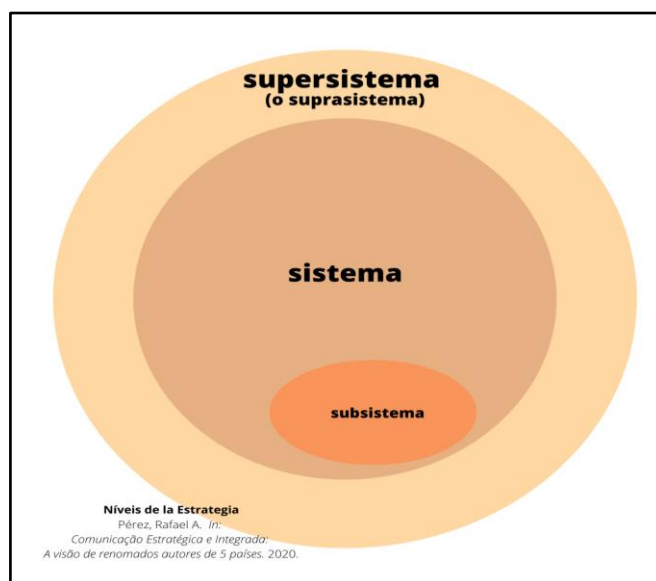 supersistema
(o suprasistema)
sistema
subsistema
Níveis de la Estrategia
Pérez, Rafael A. In:
Comunicação Estratégica e Integrada:
A visão de renomados autores de 5 países. 2020.